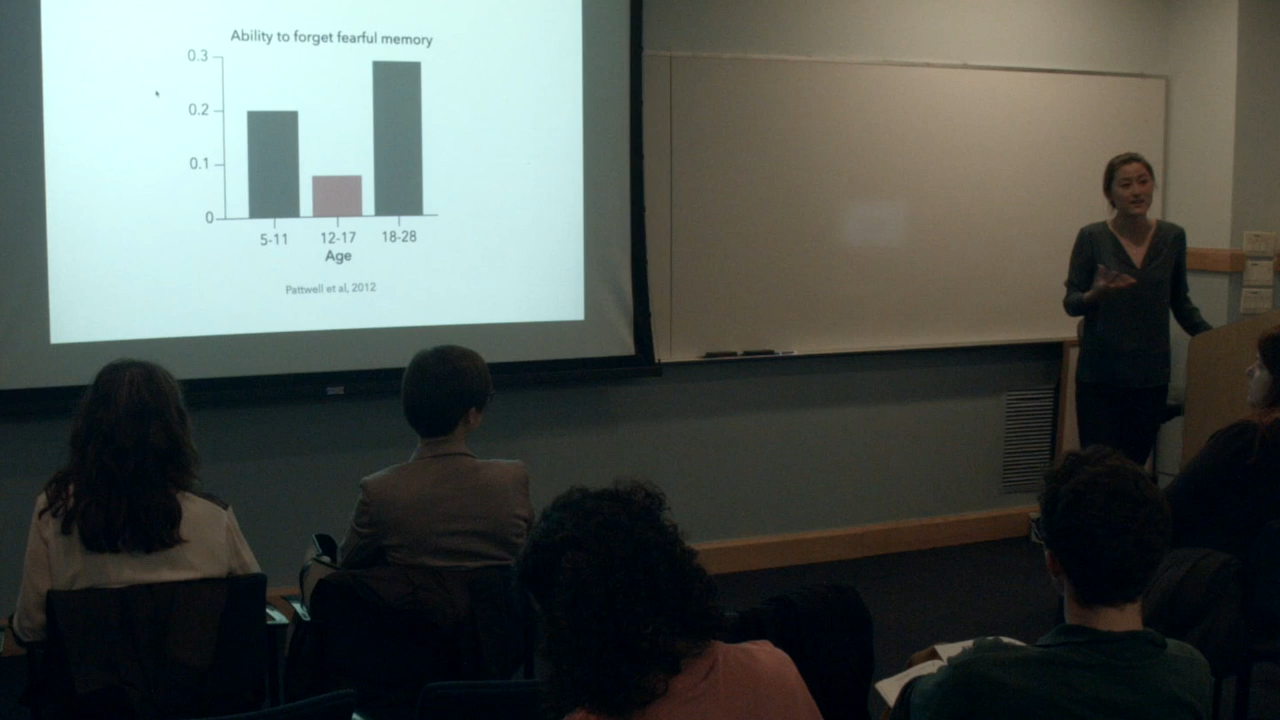 Ability to forget fearful memory
0.3
0.2
0.1
0
5-11 12-17 18-28
Age
Pattwell et al, 2012